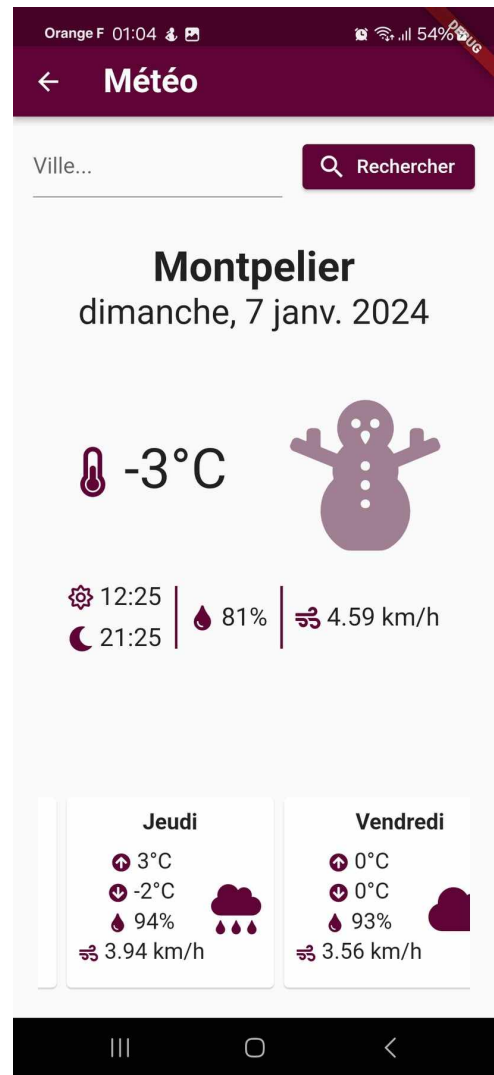 Orange F 01:04 54%
DEBUG
Météo
Ville...
Rechercher
Montpelier
dimanche, 7 janv. 2024
-3°C
12:25
21:25
81%
4.59 km/h
Jeudi
3°C
-2°C
94%
3.94 km/h
Vendredi
0°C
0°C
93%
3.56 km/h